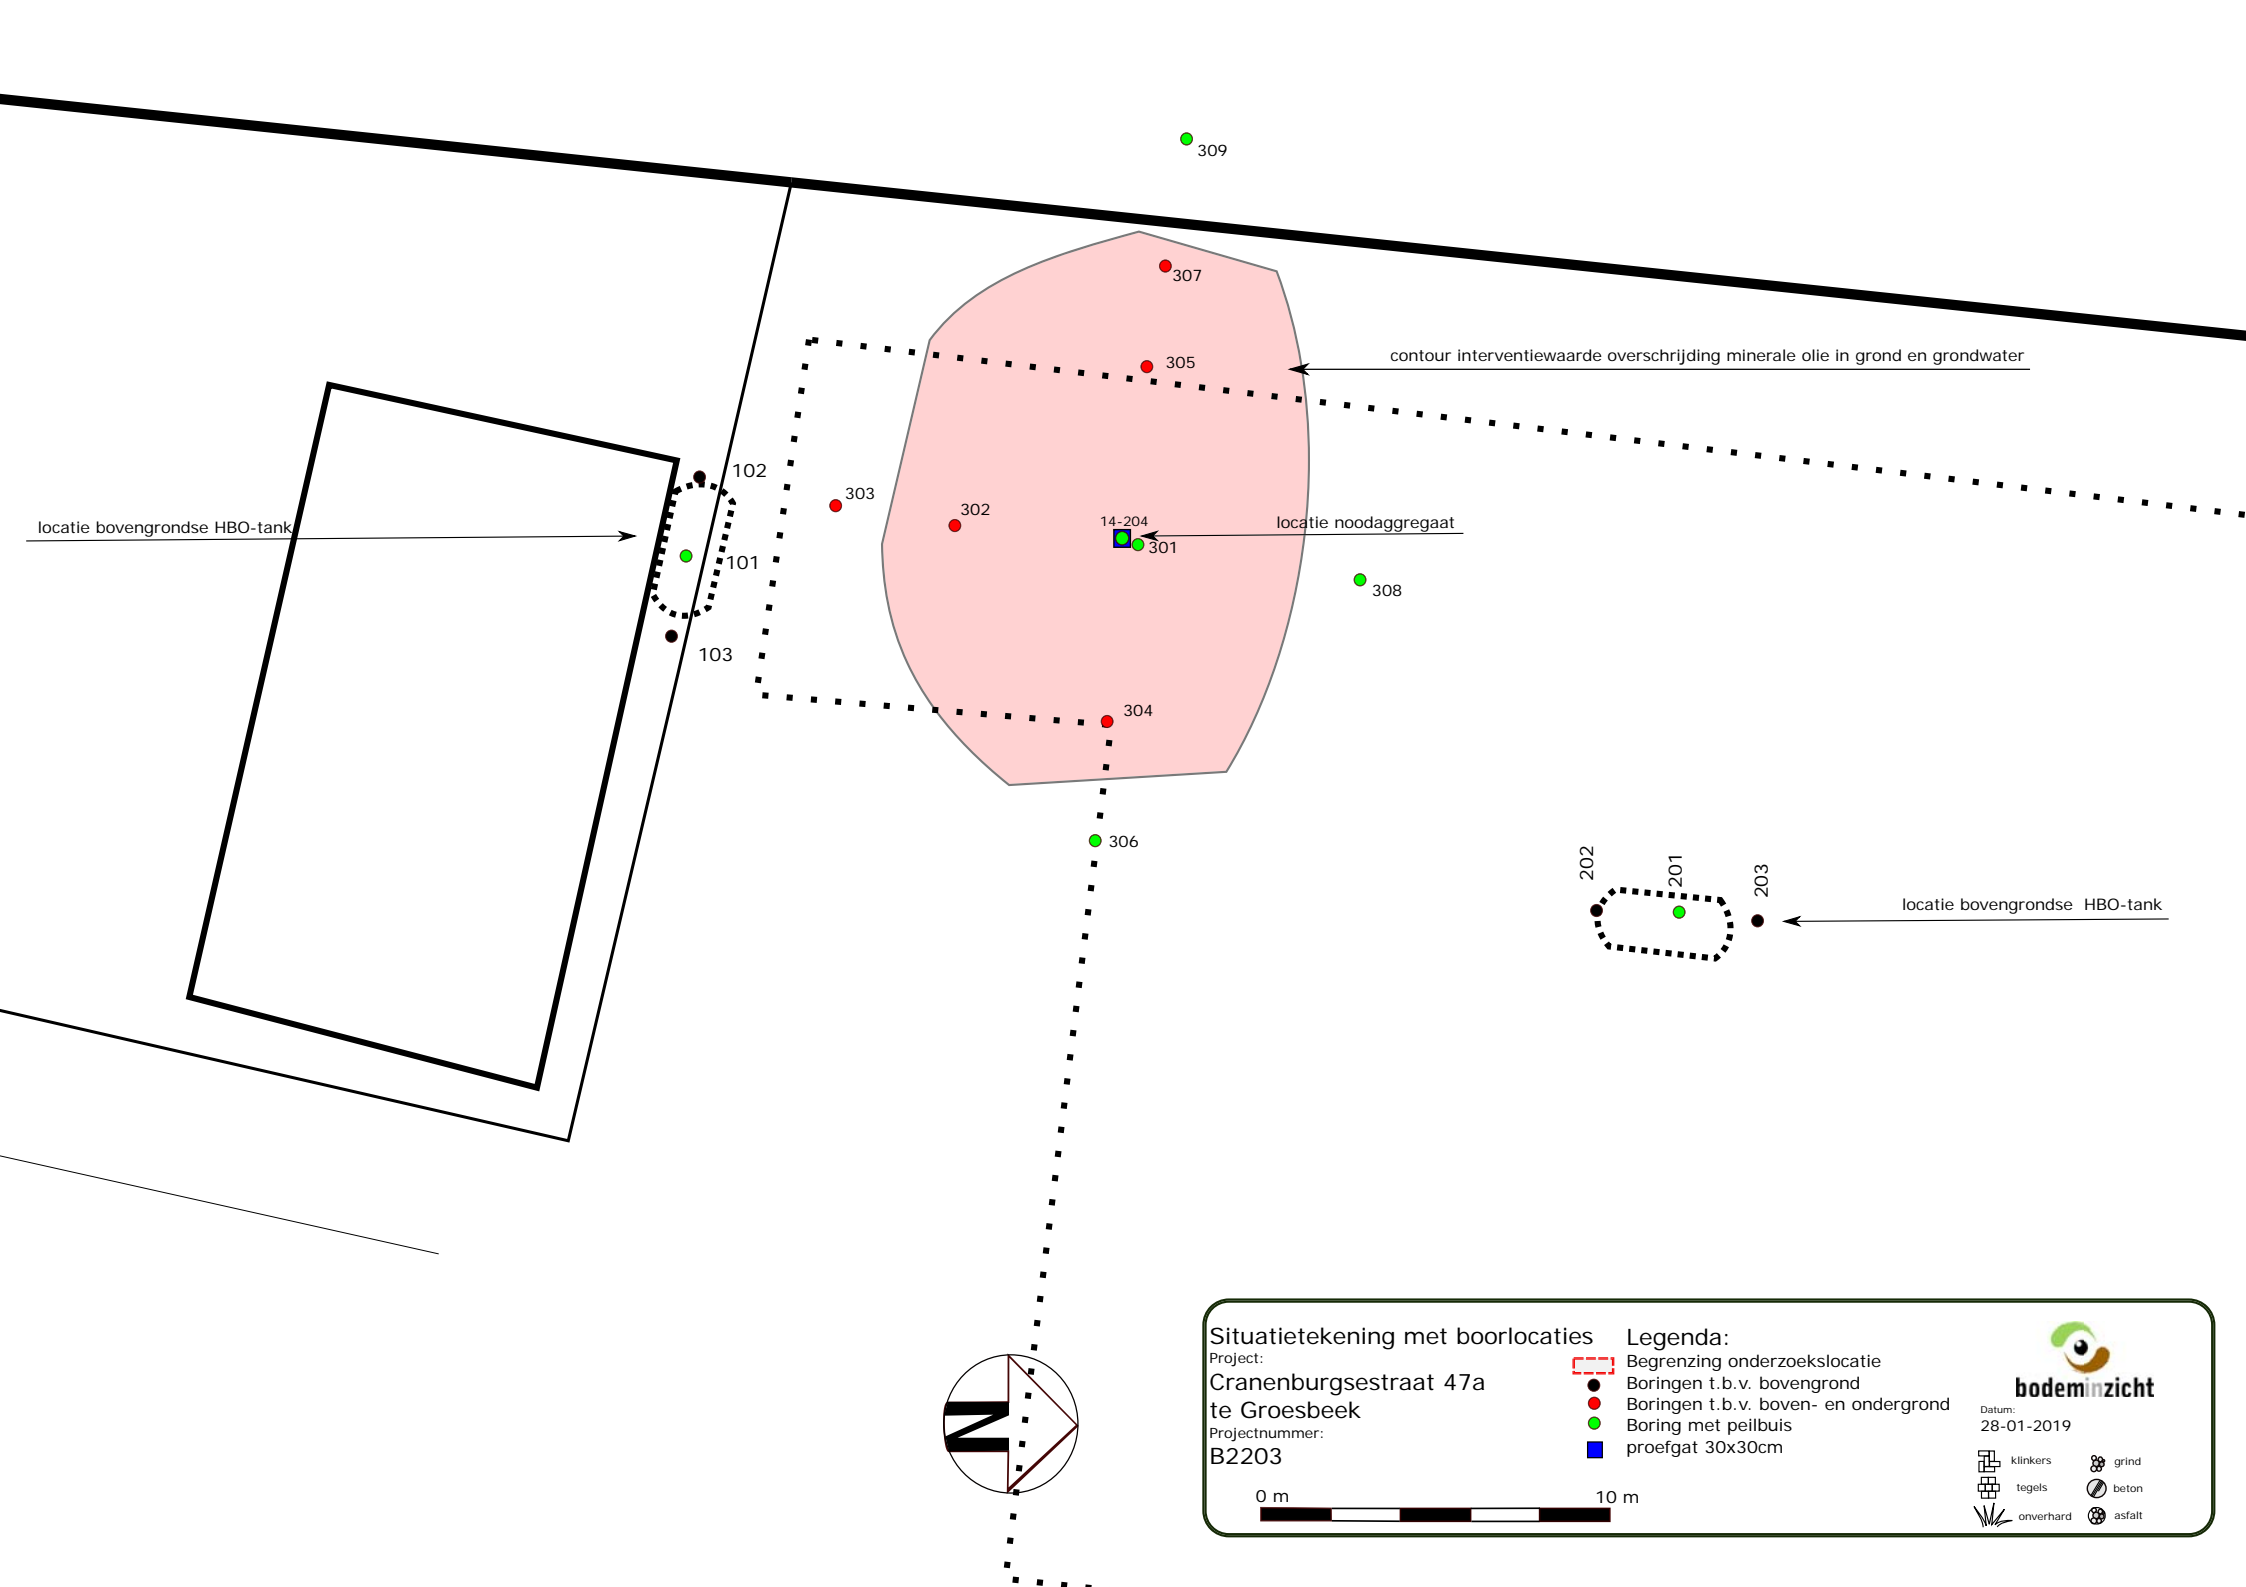 309
307
305
contour interventiewaarde overschrijding minerale olie in grond en grondwater
102
303
302
14-204
locatie noodaggregaat
locatie bovengrondse HBO-tank
301
101
308
103
304
306
202
201
203
locatie bovengrondse HBO-tank
N
Situatietekening met boorlocaties
Project:
Cranenburgsestraat 47a
te Groesbeek
Projectnummer:
B2203
0 m
10 m
Legenda:
Begrenzing onderzoekslocatie
Boringen t.b.v. bovengrond
Boringen t.b.v. boven- en ondergrond
Boring met peilbuis
proefgat 30x30cm
bodeminzicht
Datum:
28-01-2019
klinkers
grind
tegels
beton
onverhard
asfalt